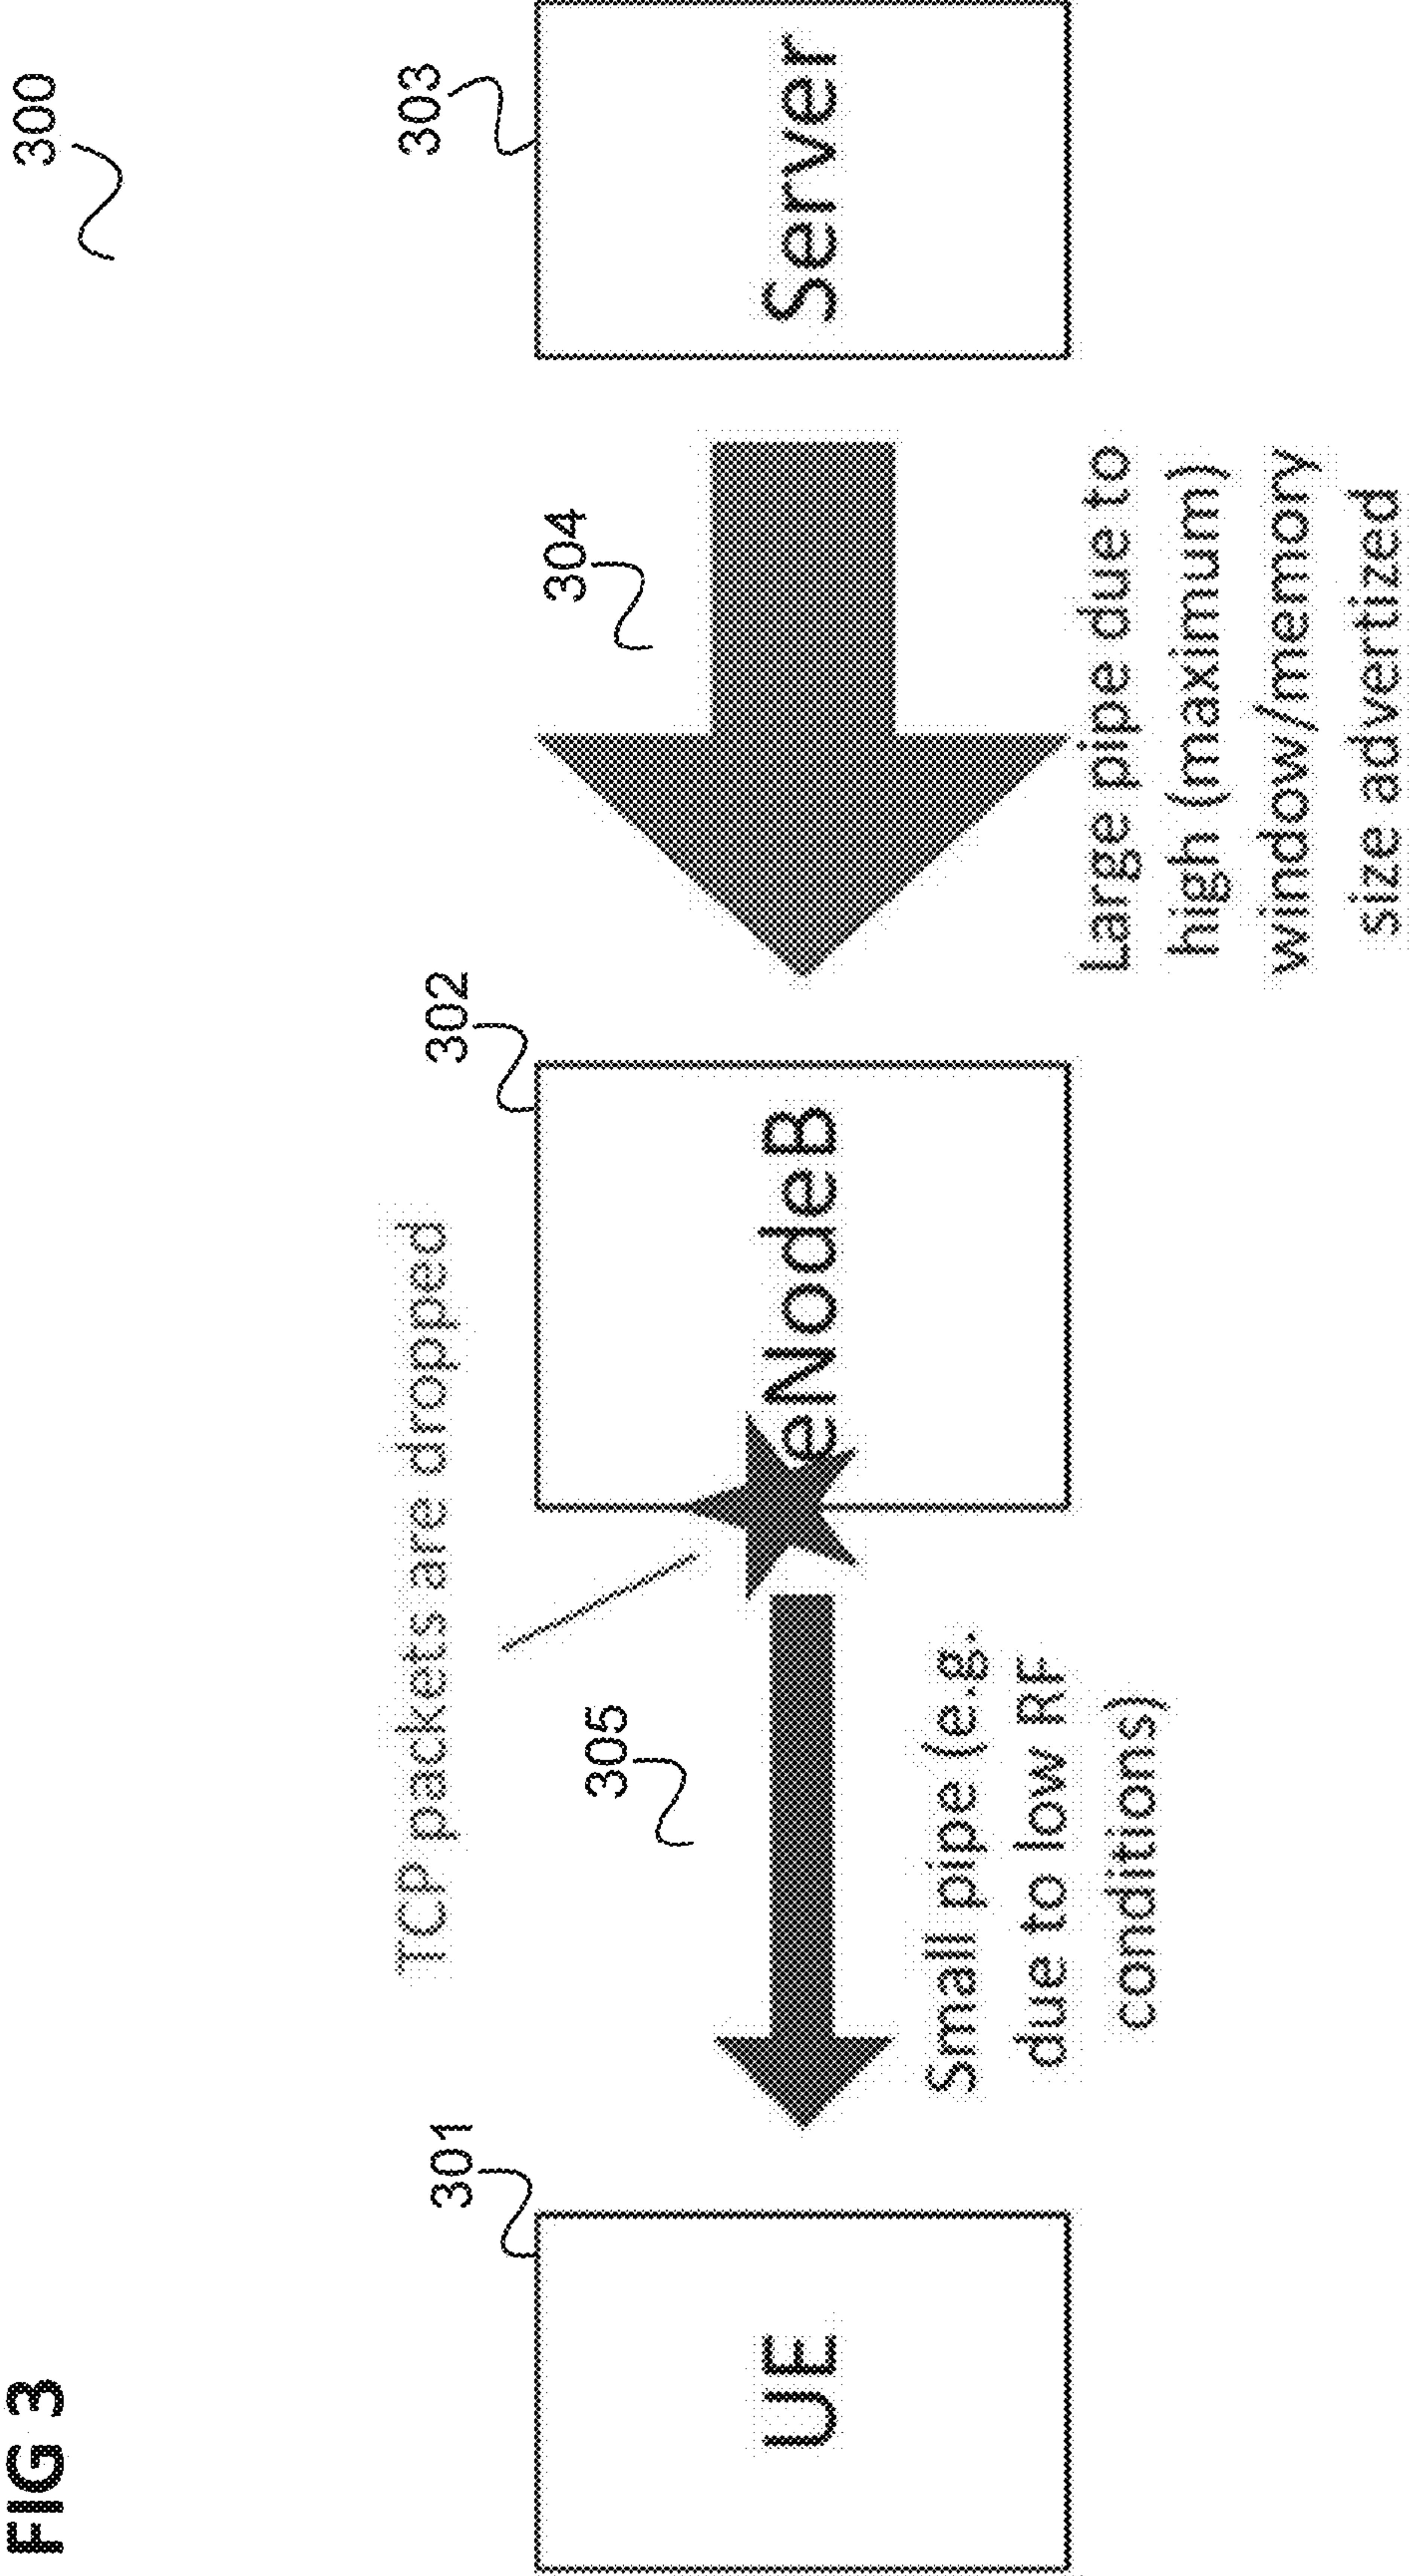 FIG 3
300
TCP packets are dropped
301
302
303
304
305
UE
eNodeB
Server
Small pipe (e.g.
due to low RF
conditions)
Large pipe due to
high (maximum)
window/memory
size advertized